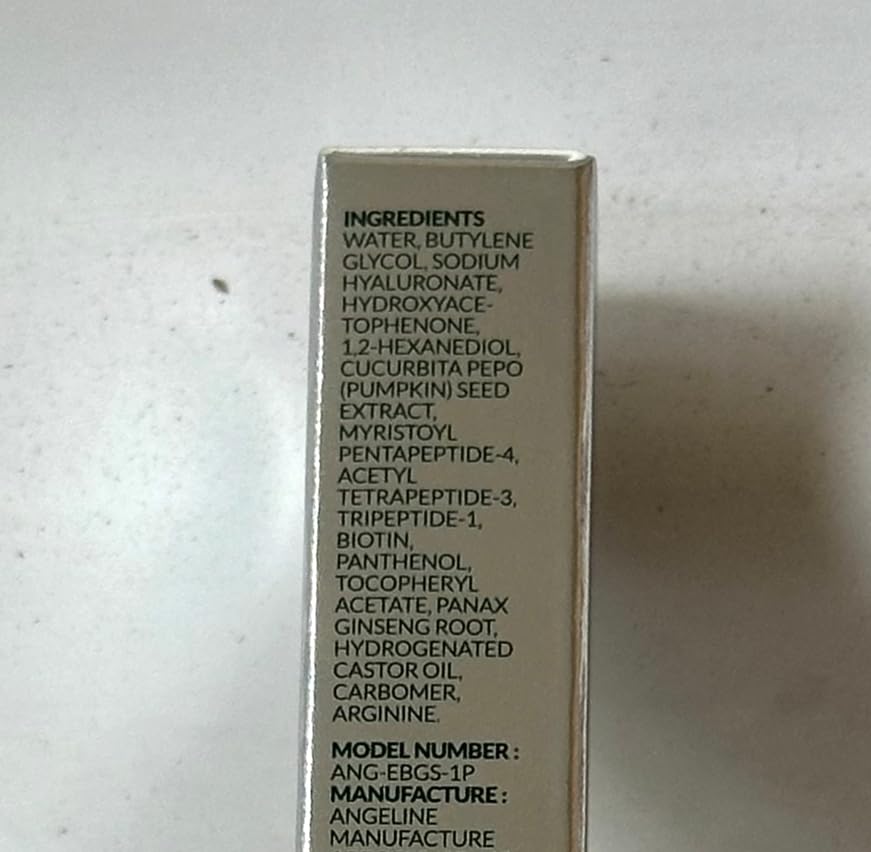 INGREDIENTS
WATER, BUTYLENE
GLYCOL, SODIUM
HYALURONATE,
HYDROXYACE-
TOPHENONE,
1,2-HEXANEDIOL,
CUCURBITA PEPO
(PUMPKIN) SEED
EXTRACT,
MYRISTOYL
PENTAPEPTIDE-4,
ACETYL
TETRAPEPTIDE-3,
TRIPEPTIDE-1,
BIOTIN,
PANTHENOL,
TOCOPHERYL
ACETATE, PANAX
GINSENG ROOT,
HYDROGENATED
CASTOR OIL,
CARBOMER,
ARGININE.
MODEL NUMBER :
ANG-EBGS-1P
MANUFACTURE :
ANGELINE
MANUFACTURE